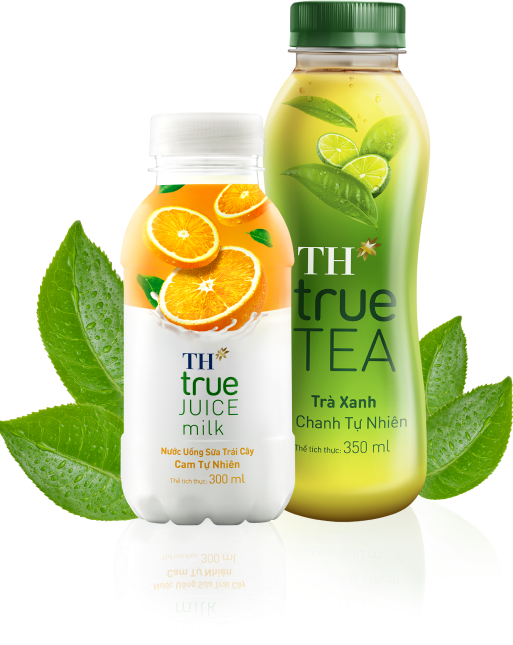 TH
true
JUICE
milk
Nước Uống Sữa Trái Cây
Cam Tự Nhiên
Thể tích thực: 300 ml
TH
true
TEA
Trà Xanh
Chanh Tự Nhiên
Thể tích thực: 350 ml